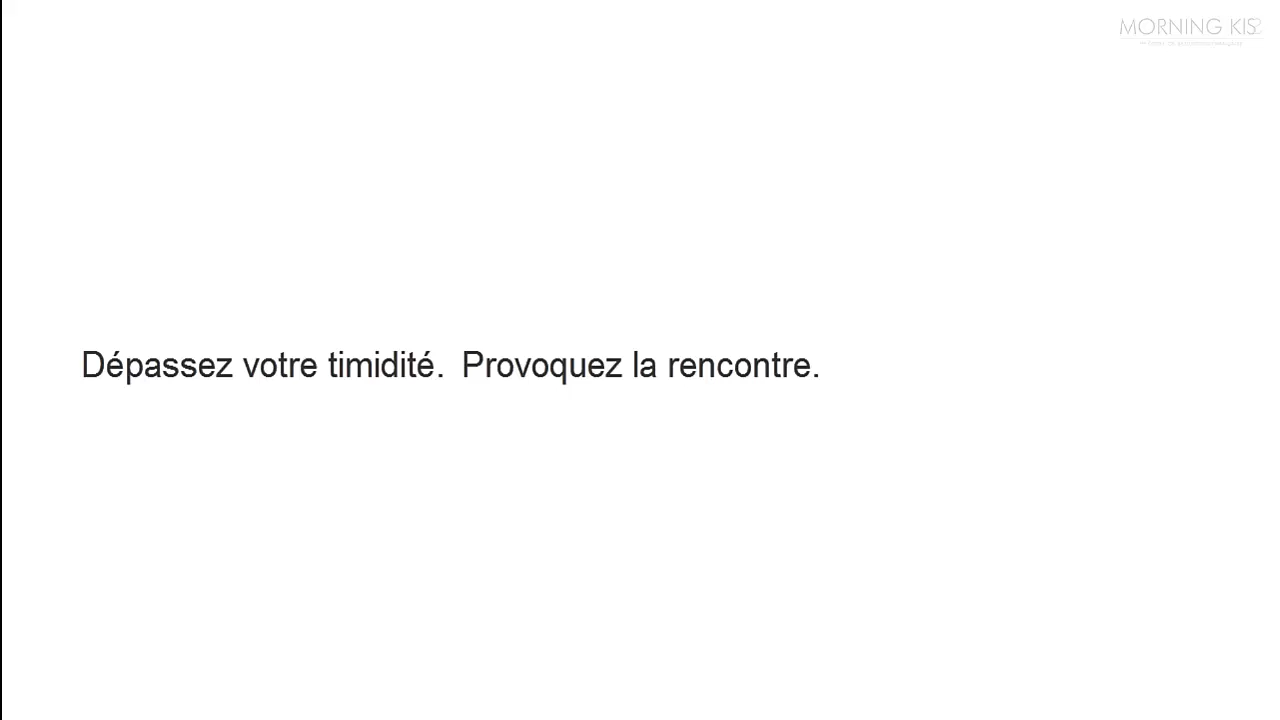 MORNING KISS
Dépassez votre timidité. Provoquez la rencontre.